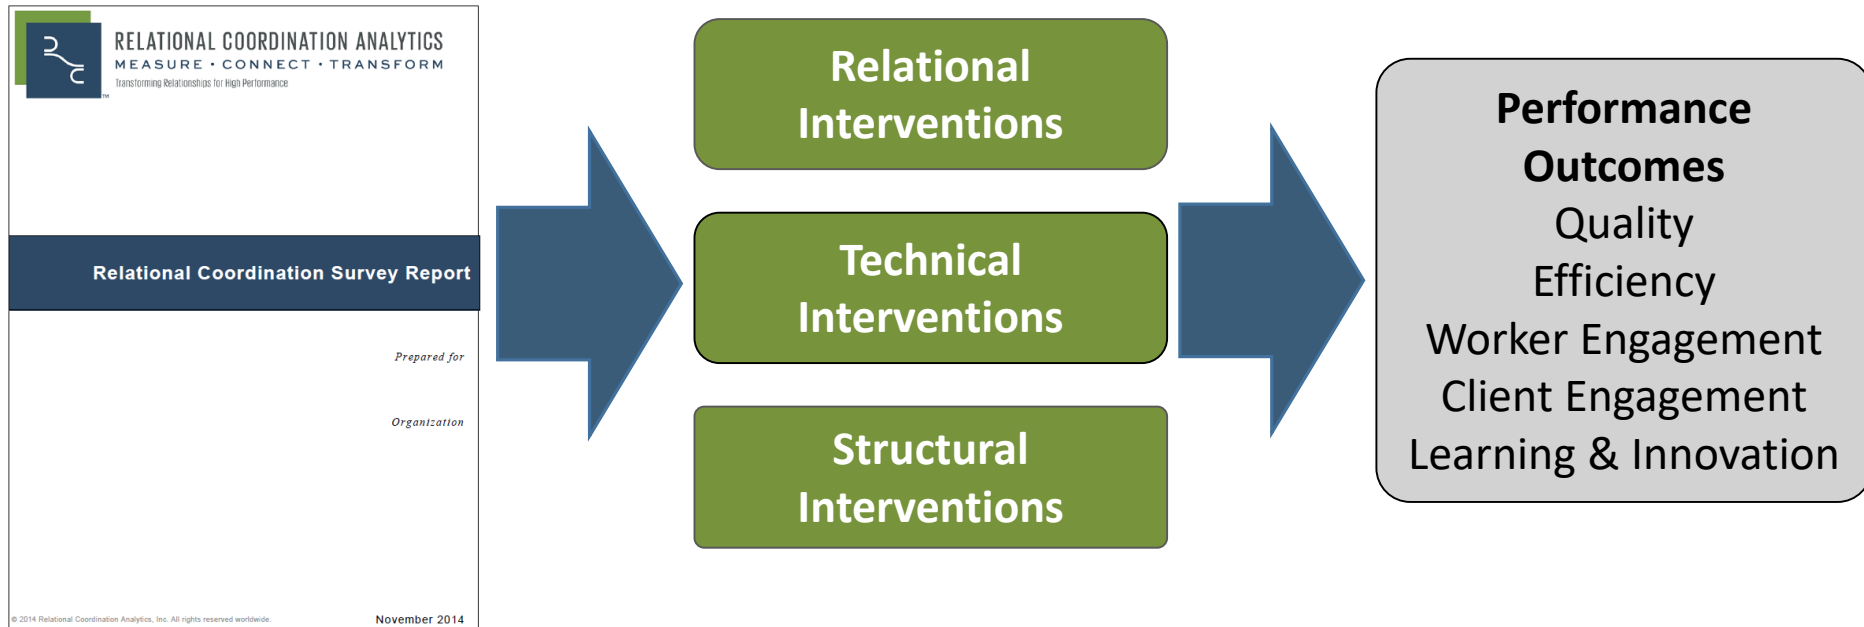 RELATIONAL COORDINATION ANALYTICS
MEASURE • CONNECT • TRANSFORM
Transforming Relationships for High Performance
TM
Relational Coordination Survey Report
Prepared for
Organization
© 2014 Relational Coordination Analytics, Inc. All rights reserved worldwide.
November 2014
Relational
Interventions
Technical
Interventions
Structural
Interventions
Performance
Outcomes
Quality
Efficiency
Worker Engagement
Client Engagement
Learning & Innovation